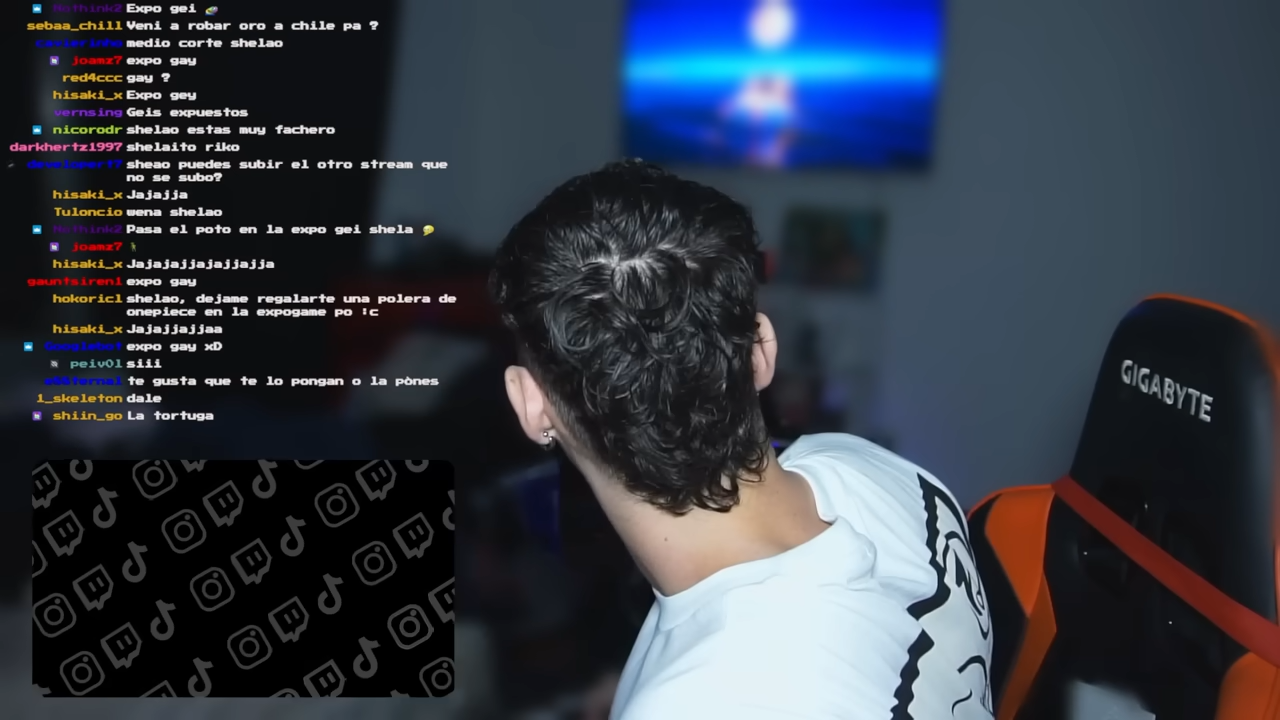 Nothink2 Expo gei
sebaa_chill Veni a robar oro a chile pa ?
medio corte shelao
joamz7 expo gay
red4ccc gay ?
hisaki_x Expo gey
vernsing Geis expuestos
nicorodr shelao estas muy fachero
darkhertz1997 shelaito riko
sheao puedes subir el otro stream que
no se subo?
hisaki_x Jajajja
Tuloncio wena shelao
Nothink2 Pasa el poto en la expo gei shela
joamz7
hisaki_x Jajajajjajajjajja
gauntsiren1 expo gay
hokoricl shelao, dejame regalarte una polera de
onepiece en la expogame po :c
hisaki_x Jajajjajjaa
expo gay xD
peivol siii
te gusta que te lo pongan o la pònes
i_skeleton dale
shiin_go La tortuga
GIGABYTE